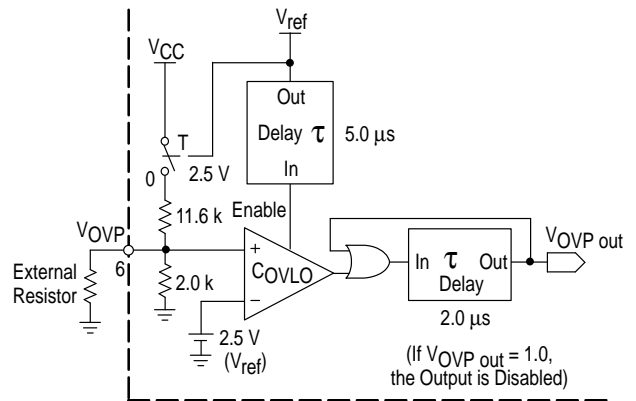 Vref
VCC
Out
T
Delay τ
5.0 µs
In
0
2.5 V
11.6 k
Enable
VOVP
6
+
External
Resistor
2.0 k
COVLO
–
In τ Out
Delay
VOVP out
2.0 µs
2.5 V
(Vref)
(If VOVP out = 1.0,
the Output is Disabled)